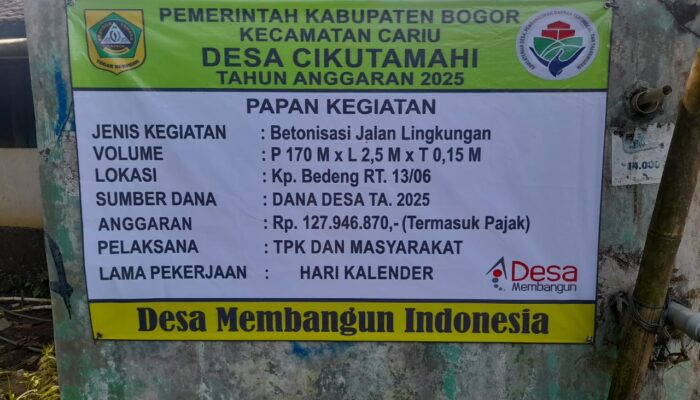 PEMERINTAH KABUPATEN BOGOR
KECAMATAN CARIU
DESA CIKUTAMAHI
TAHUN ANGGARAN 2025
PAPAN KEGIATAN
JENIS KEGIATAN : Betonisasi Jalan Lingkungan
VOLUME : P 170 M x L 2,5 M x T 0,15 M
LOKASI : Kp. Bedeng RT. 13/06
SUMBER DANA : DANA DESA TA. 2025
ANGGARAN : Rp. 127.946.870,- (Termasuk Pajak)
PELAKSANA : TPK DAN MASYARAKAT
LAMA PEKERJAAN : HARI KALENDER
Desa
Membangun
Desa Membangun Indonesia
14.000